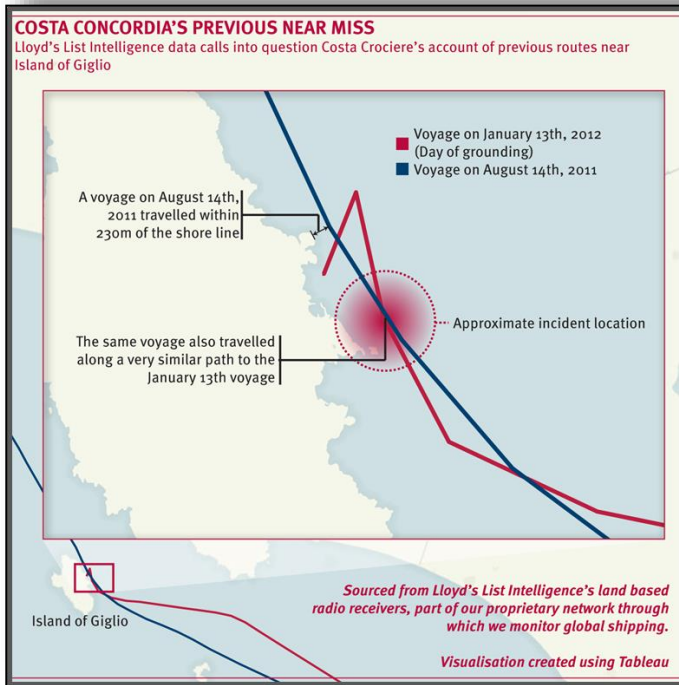 COSTA CONCORDIA'S PREVIOUS NEAR MISS
Lloyd's List Intelligence data calls into question Costa Crociere's account of previous routes near
Island of Giglio
Voyage on January 13th, 2012
(Day of grounding)
Voyage on August 14th, 2011
A voyage on August 14th,
2011 travelled within
230m of the shore line
Approximate incident location
The same voyage also travelled
along a very similar path to the
January 13th voyage
Island of Giglio
Sourced from Lloyd's List Intelligence's land based
radio receivers, part of our proprietary network through
which we monitor global shipping.
Visualisation created using Tableau